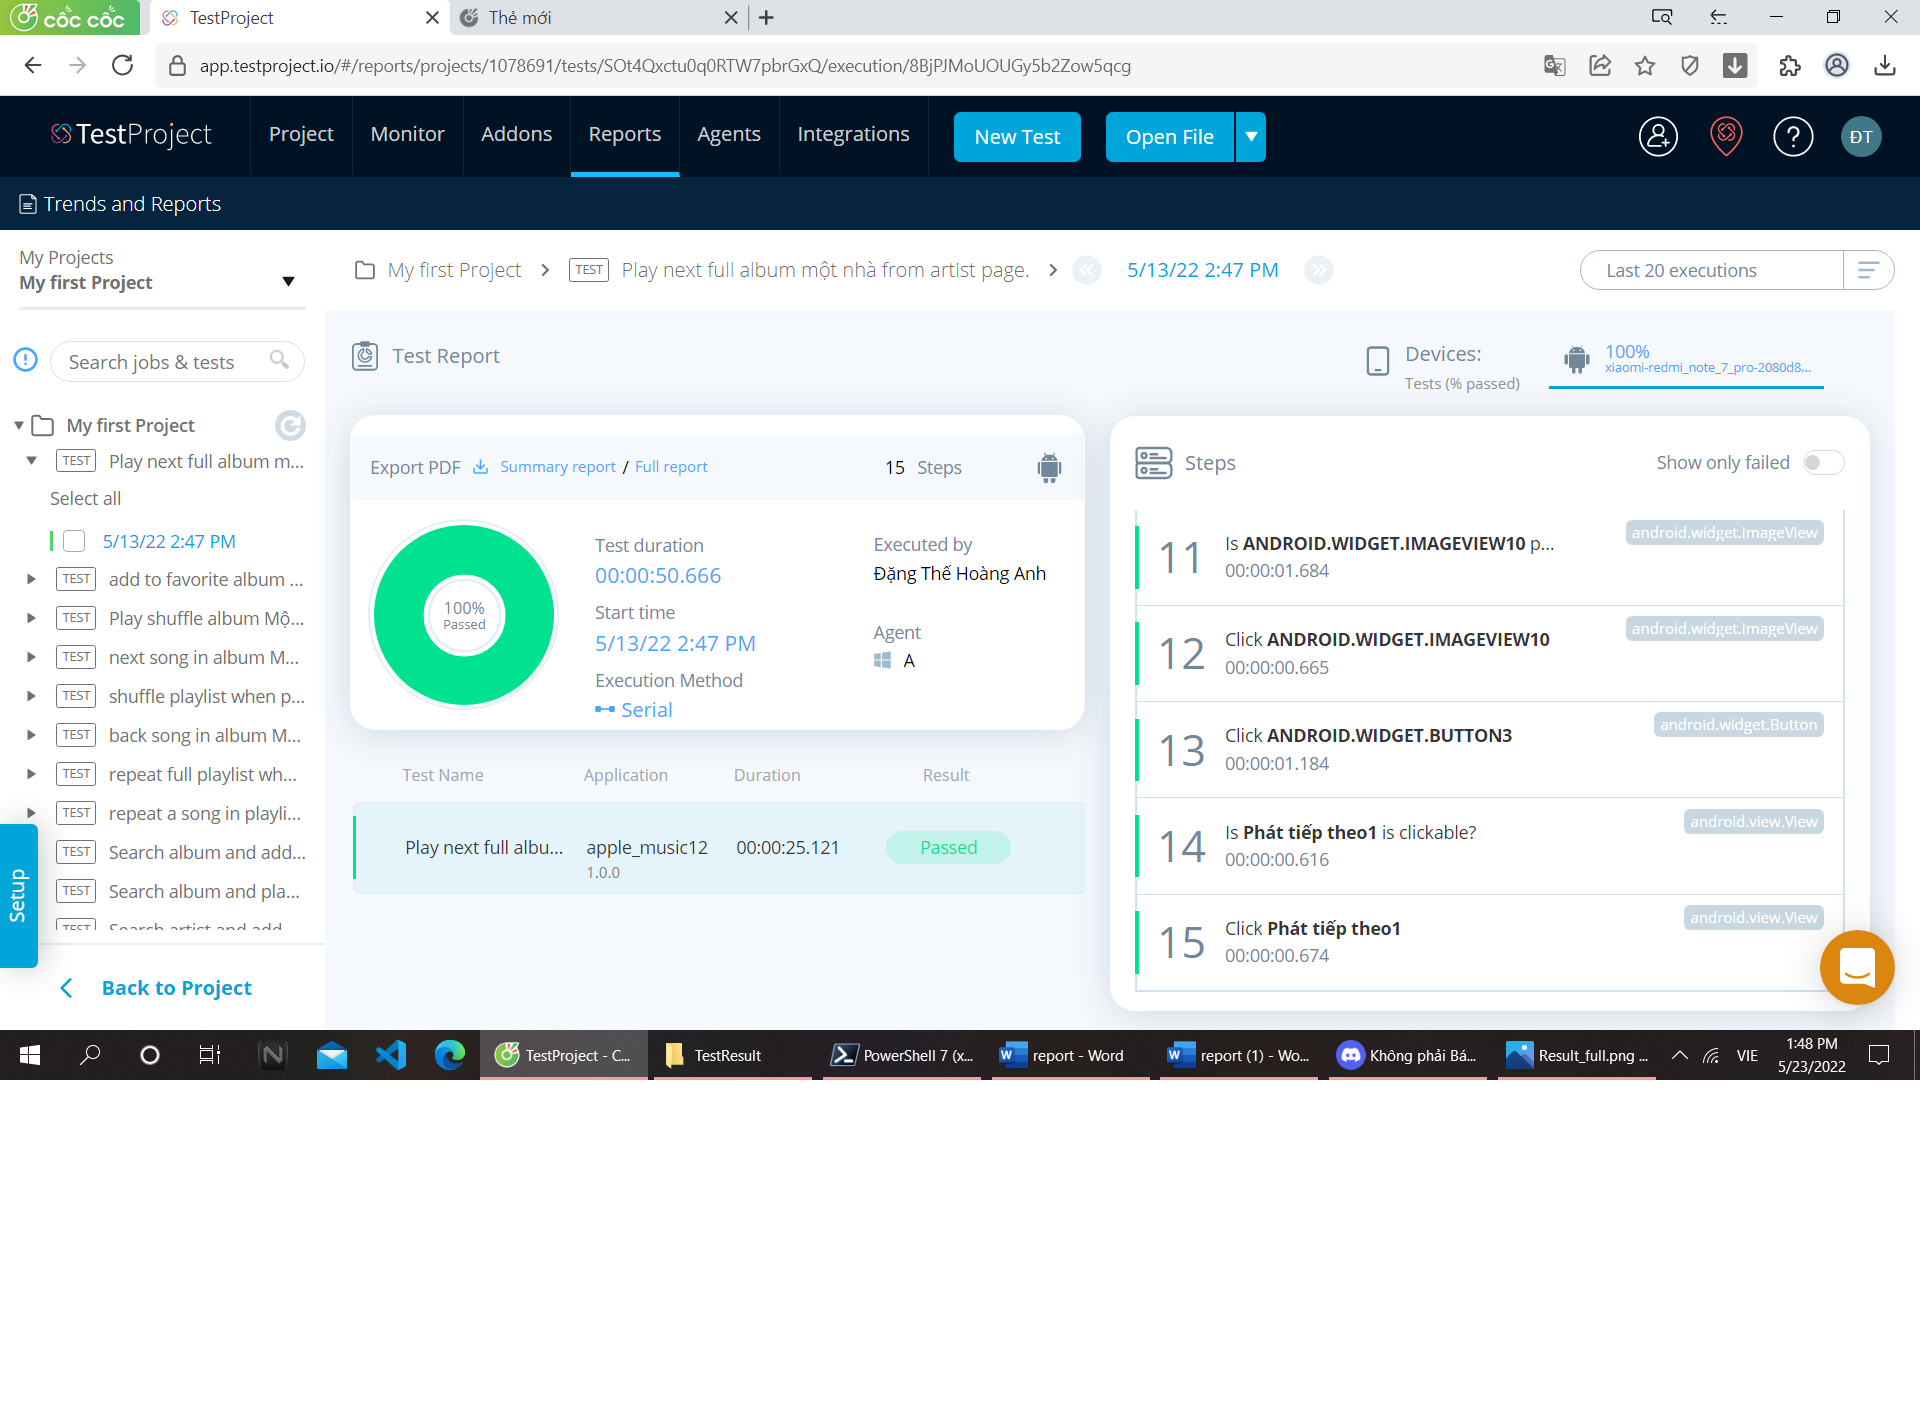 cốc cốc
TestProject
Thẻ mới
app.testproject.io/#/reports/projects/1078691/tests/SOt4Qxctu0q0RTW7pbrGxQ/execution/8BjPJMoUOUGy5b2Zow5qcg
TestProject
Project
Monitor
Addons
Reports
Agents
Integrations
New Test
Open File
?
ĐT
Trends and Reports
My Projects
My first Project
My first Project
TEST
Play next full album một nhà from artist page.
5/13/22 2:47 PM
Last 20 executions
Search jobs & tests
My first Project
TEST Play next full album m...
Select all
5/13/22 2:47 PM
TEST add to favorite album ...
TEST Play shuffle album Mộ...
TEST next song in album M...
TEST shuffle playlist when p...
TEST back song in album M...
TEST repeat full playlist wh...
TEST repeat a song in playli...
TEST Search album and add...
TEST Search album and pla...
TEST Search artist and add
Setup
Back to Project
Test Report
Devices:
Tests (% passed)
100%
xiaomi-redmi_note_7_pro-2080d8...
Export PDF
Summary report / Full report
15 Steps
100%
Passed
Test duration
00:00:50.666
Start time
5/13/22 2:47 PM
Execution Method
Serial
Executed by
Đặng Thế Hoàng Anh
Agent
A
Test Name
Application
Duration
Result
Play next full albu...
apple_music12
1.0.0
00:00:25.121
Passed
Steps
Show only failed
11
Is ANDROID.WIDGET.IMAGEVIEW10 p...
00:00:01.684
android.widget.ImageView
12
Click ANDROID.WIDGET.IMAGEVIEW10
00:00:00.665
android.widget.ImageView
13
Click ANDROID.WIDGET.BUTTON3
00:00:01.184
android.widget.Button
14
Is Phát tiếp theo1 is clickable?
00:00:00.616
android.view.View
15
Click Phát tiếp theo1
00:00:00.674
android.view.View
N
TestProject - C...
TestResult
PowerShell 7 (x...
report - Word
report (1) - Wo...
Không phải Bá...
Result_full.png ...
VIE
1:48 PM
5/23/2022